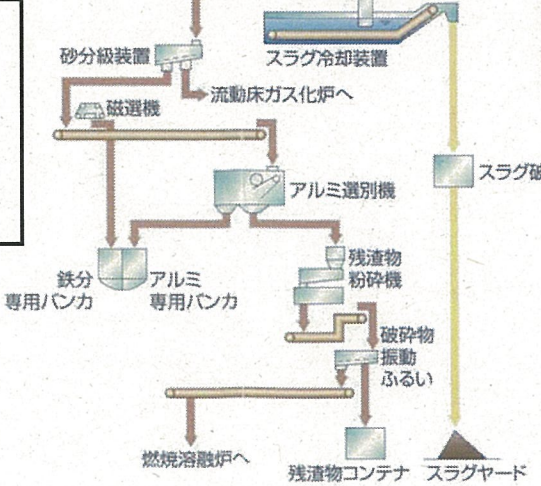 砂分級装置
スラグ冷却装置
流動床ガス化炉へ
磁選機
スラグ破
アルミ選別機
残渣物
粉砕機
鉄分
専用バンカ
アルミ
専用バンカ
破砕物
振動
ふるい
燃焼溶融炉へ
残渣物コンテナ
スラグヤード